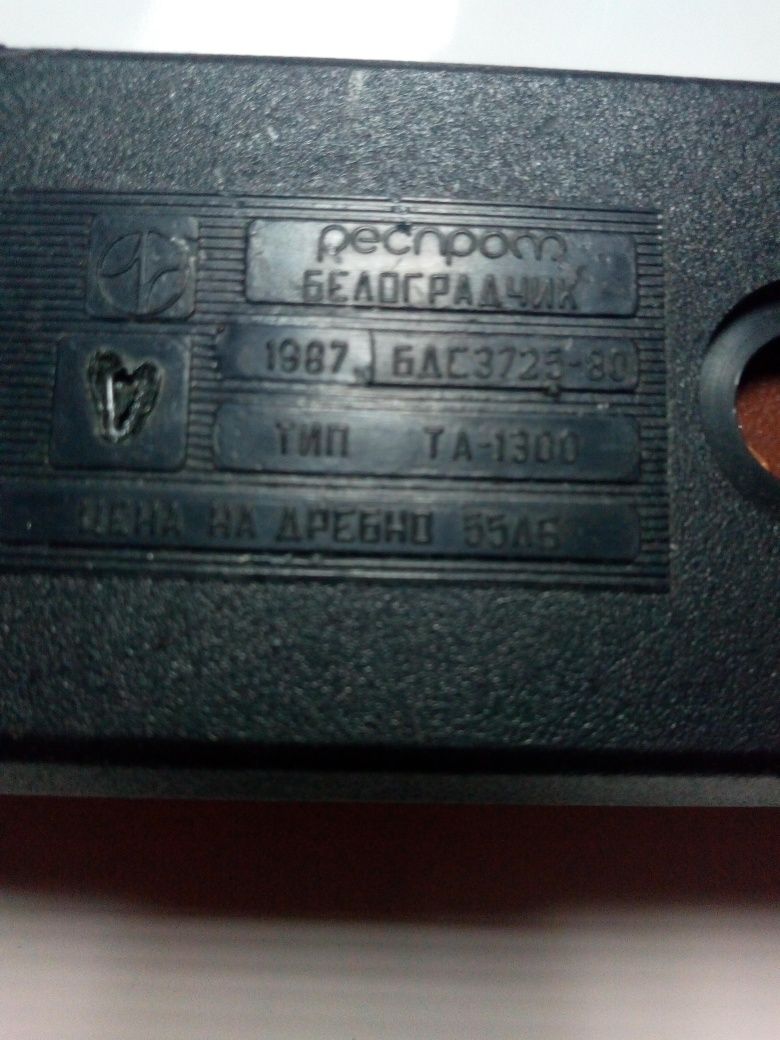 респром
БЕЛОГРАДЧИК
1987 БДС3725-80
ТИП ТА-1300
ЦЕНА НА ДРЕБНО 55ЛВ